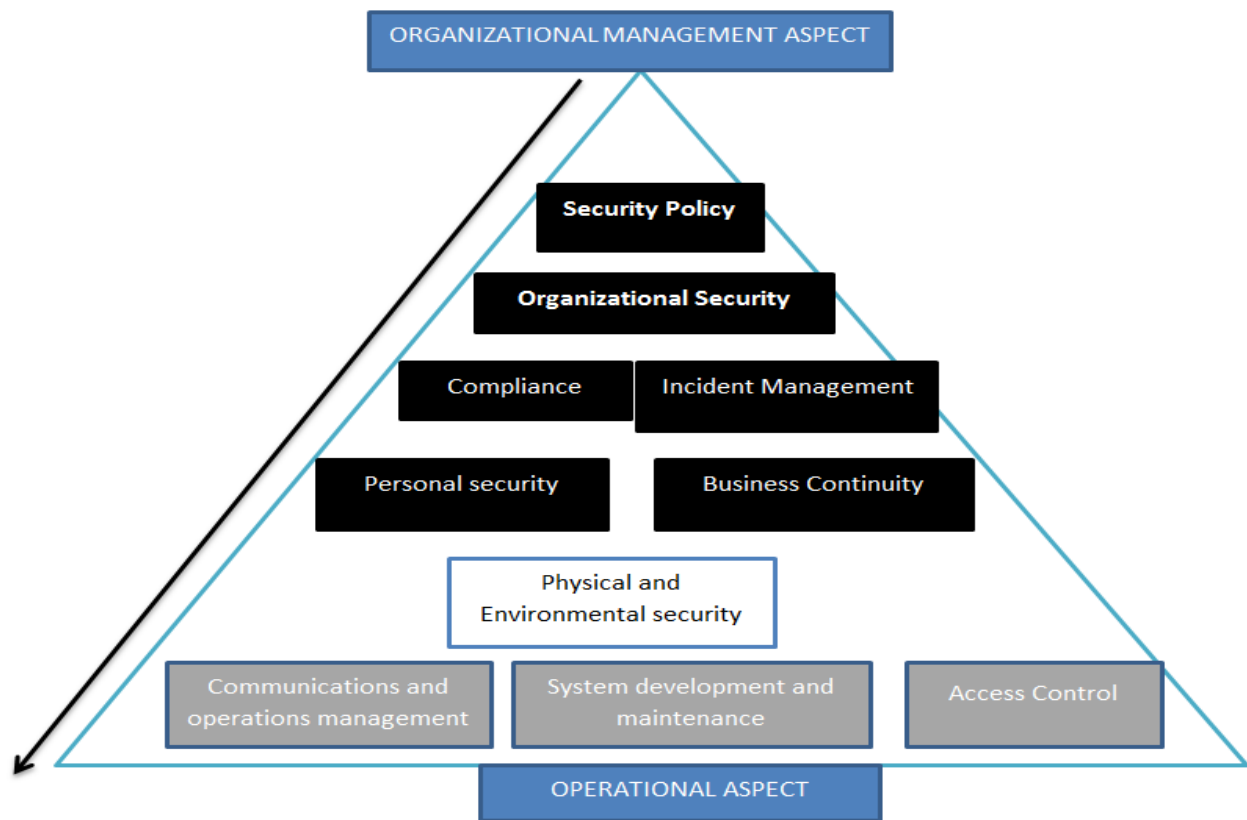 ORGANIZATIONAL MANAGEMENT ASPECT
Security Policy
Organizational Security
Compliance
Incident Management
Personal security
Business Continuity
Physical and
Environmental security
Communications and
operations management
System development and
maintenance
Access Control
OPERATIONAL ASPECT